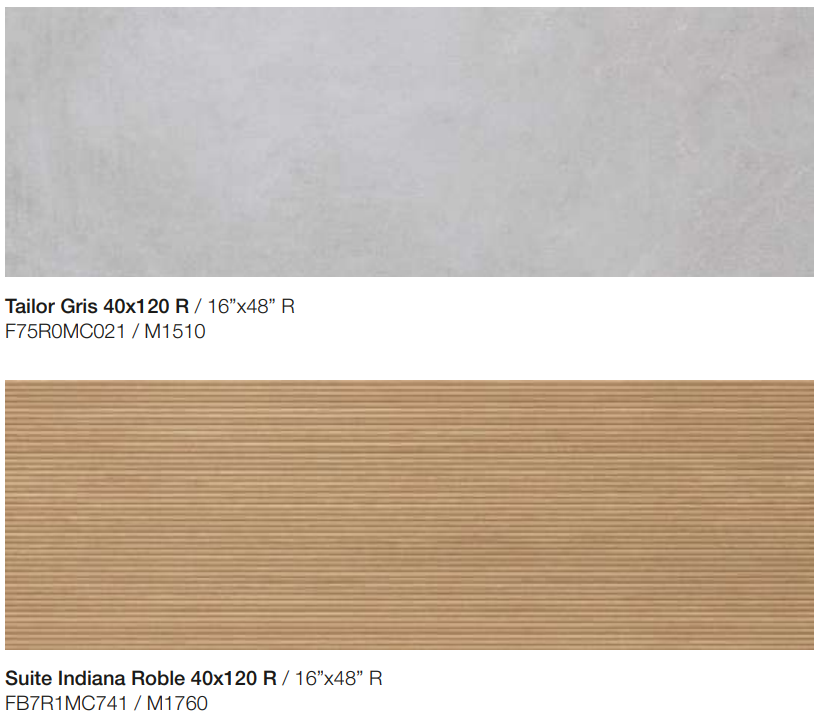 Tailor Gris 40x120 R / 16”x48” R
F75R0MC021 / M1510
Suite Indiana Roble 40x120 R / 16”x48” R
FB7R1MC741 / M1760